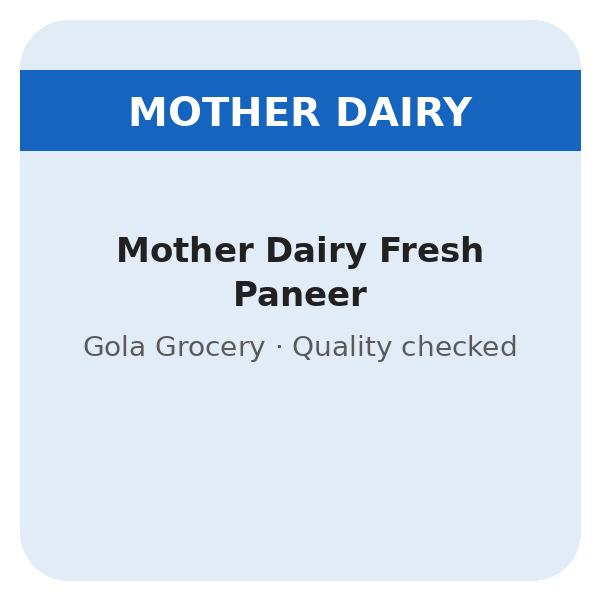 MOTHER DAIRY
Mother Dairy Fresh
Paneer
Gola Grocery · Quality checked